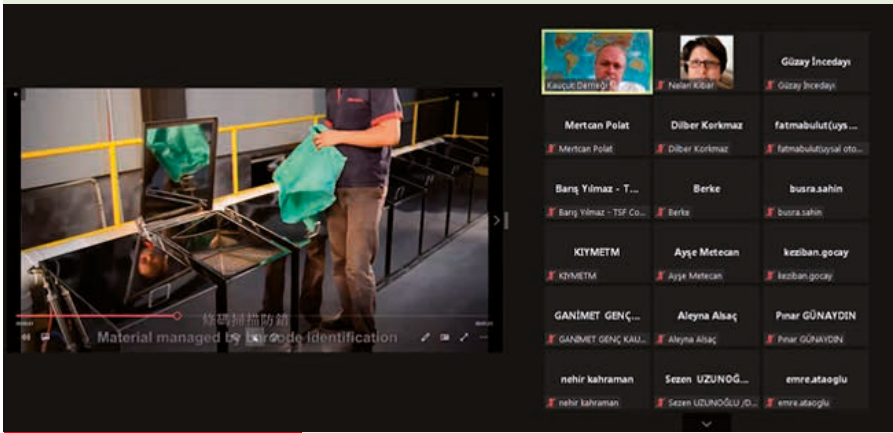 條碼掃描防錯
Material managed by barcode identification
Kauçuk Derneği
Nalan Kibar
Güzay İncedayı
Güzay İncedayı
Mertcan Polat
Mertcan Polat
Dilber Korkmaz
Dilber Korkmaz
fatmabulut(uys...
fatmabulut(uysal oto...
Barış Yılmaz - T...
Barış Yılmaz - TSF Co...
Berke
Berke
busra.sahin
busra.sahin
KIYMETM
KIYMETM
Ayşe Metecan
Ayşe Metecan
keziban.gocay
keziban.gocay
GANİMET GENÇ...
GANİMET GENÇ KAU...
Aleyna Alsaç
Aleyna Alsaç
Pınar GÜNAYDIN
Pınar GÜNAYDIN
nehir kahraman
nehir kahraman
Sezen UZUNOĞ...
Sezen UZUNOĞLU /D...
emre.ataoglu
emre.ataoglu